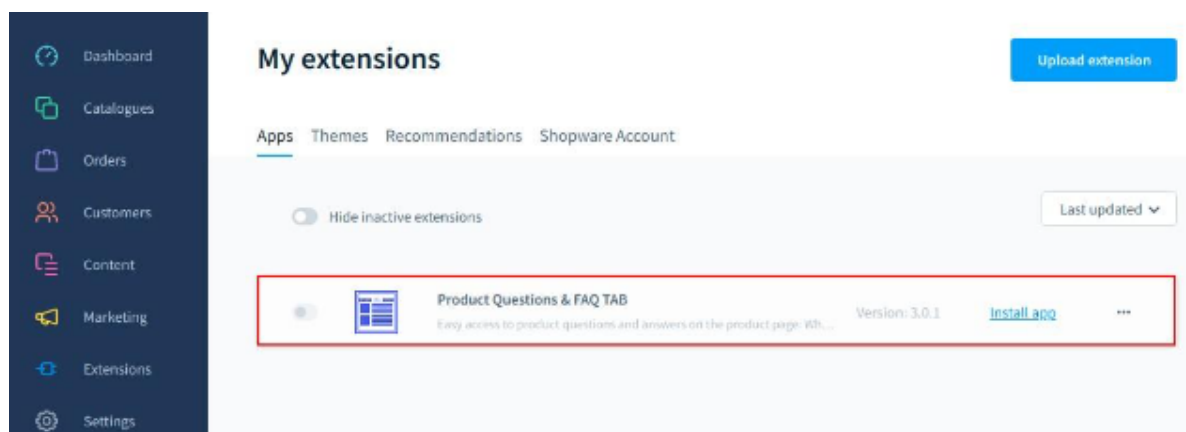 Dashboard
Catalogues
Orders
Customers
Content
Marketing
Extensions
Settings
My extensions
Upload extension
Apps Themes Recommendations Shopware Account
Hide inactive extensions
Last updated
Product Questions & FAQ TAB
Easy access to product questions and answers on the product page: Wh...
Version: 3.0.1
Install app